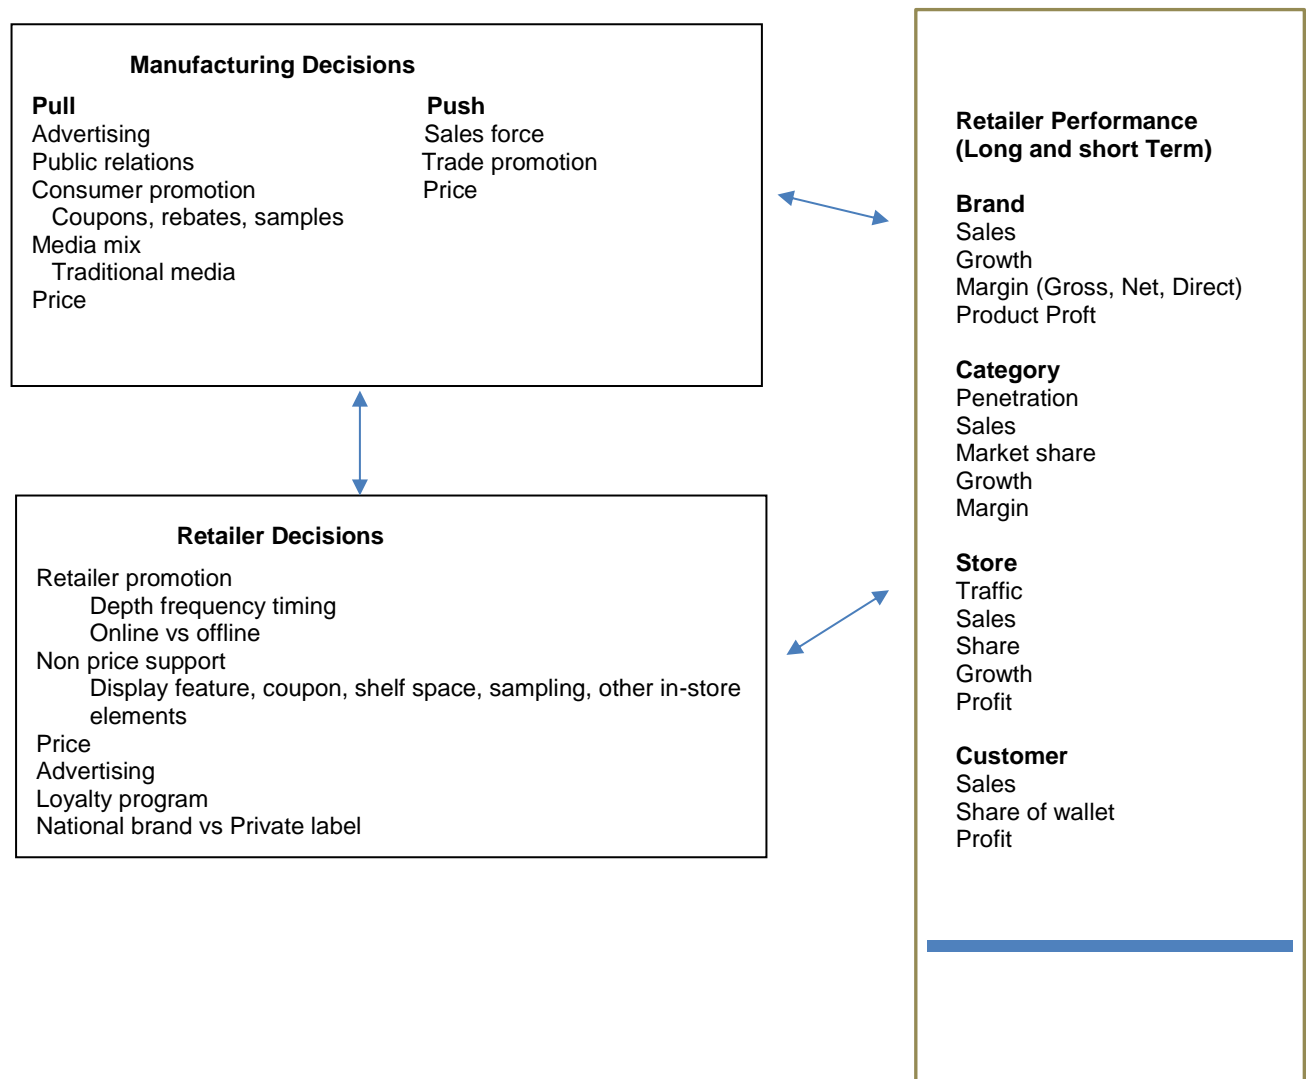 Manufacturing Decisions
Pull
Push
Advertising
Sales force
Public relations
Trade promotion
Consumer promotion
Price
Coupons, rebates, samples
Media mix
Traditional media
Price
Retailer Decisions
Retailer promotion
Depth frequency timing
Online vs offline
Non price support
Display feature, coupon, shelf space, sampling, other in-store
elements
Price
Advertising
Loyalty program
National brand vs Private label
Retailer Performance
(Long and short Term)
Brand
Sales
Growth
Margin (Gross, Net, Direct)
Product Proft
Category
Penetration
Sales
Market share
Growth
Margin
Store
Traffic
Sales
Share
Growth
Profit
Customer
Sales
Share of wallet
Profit